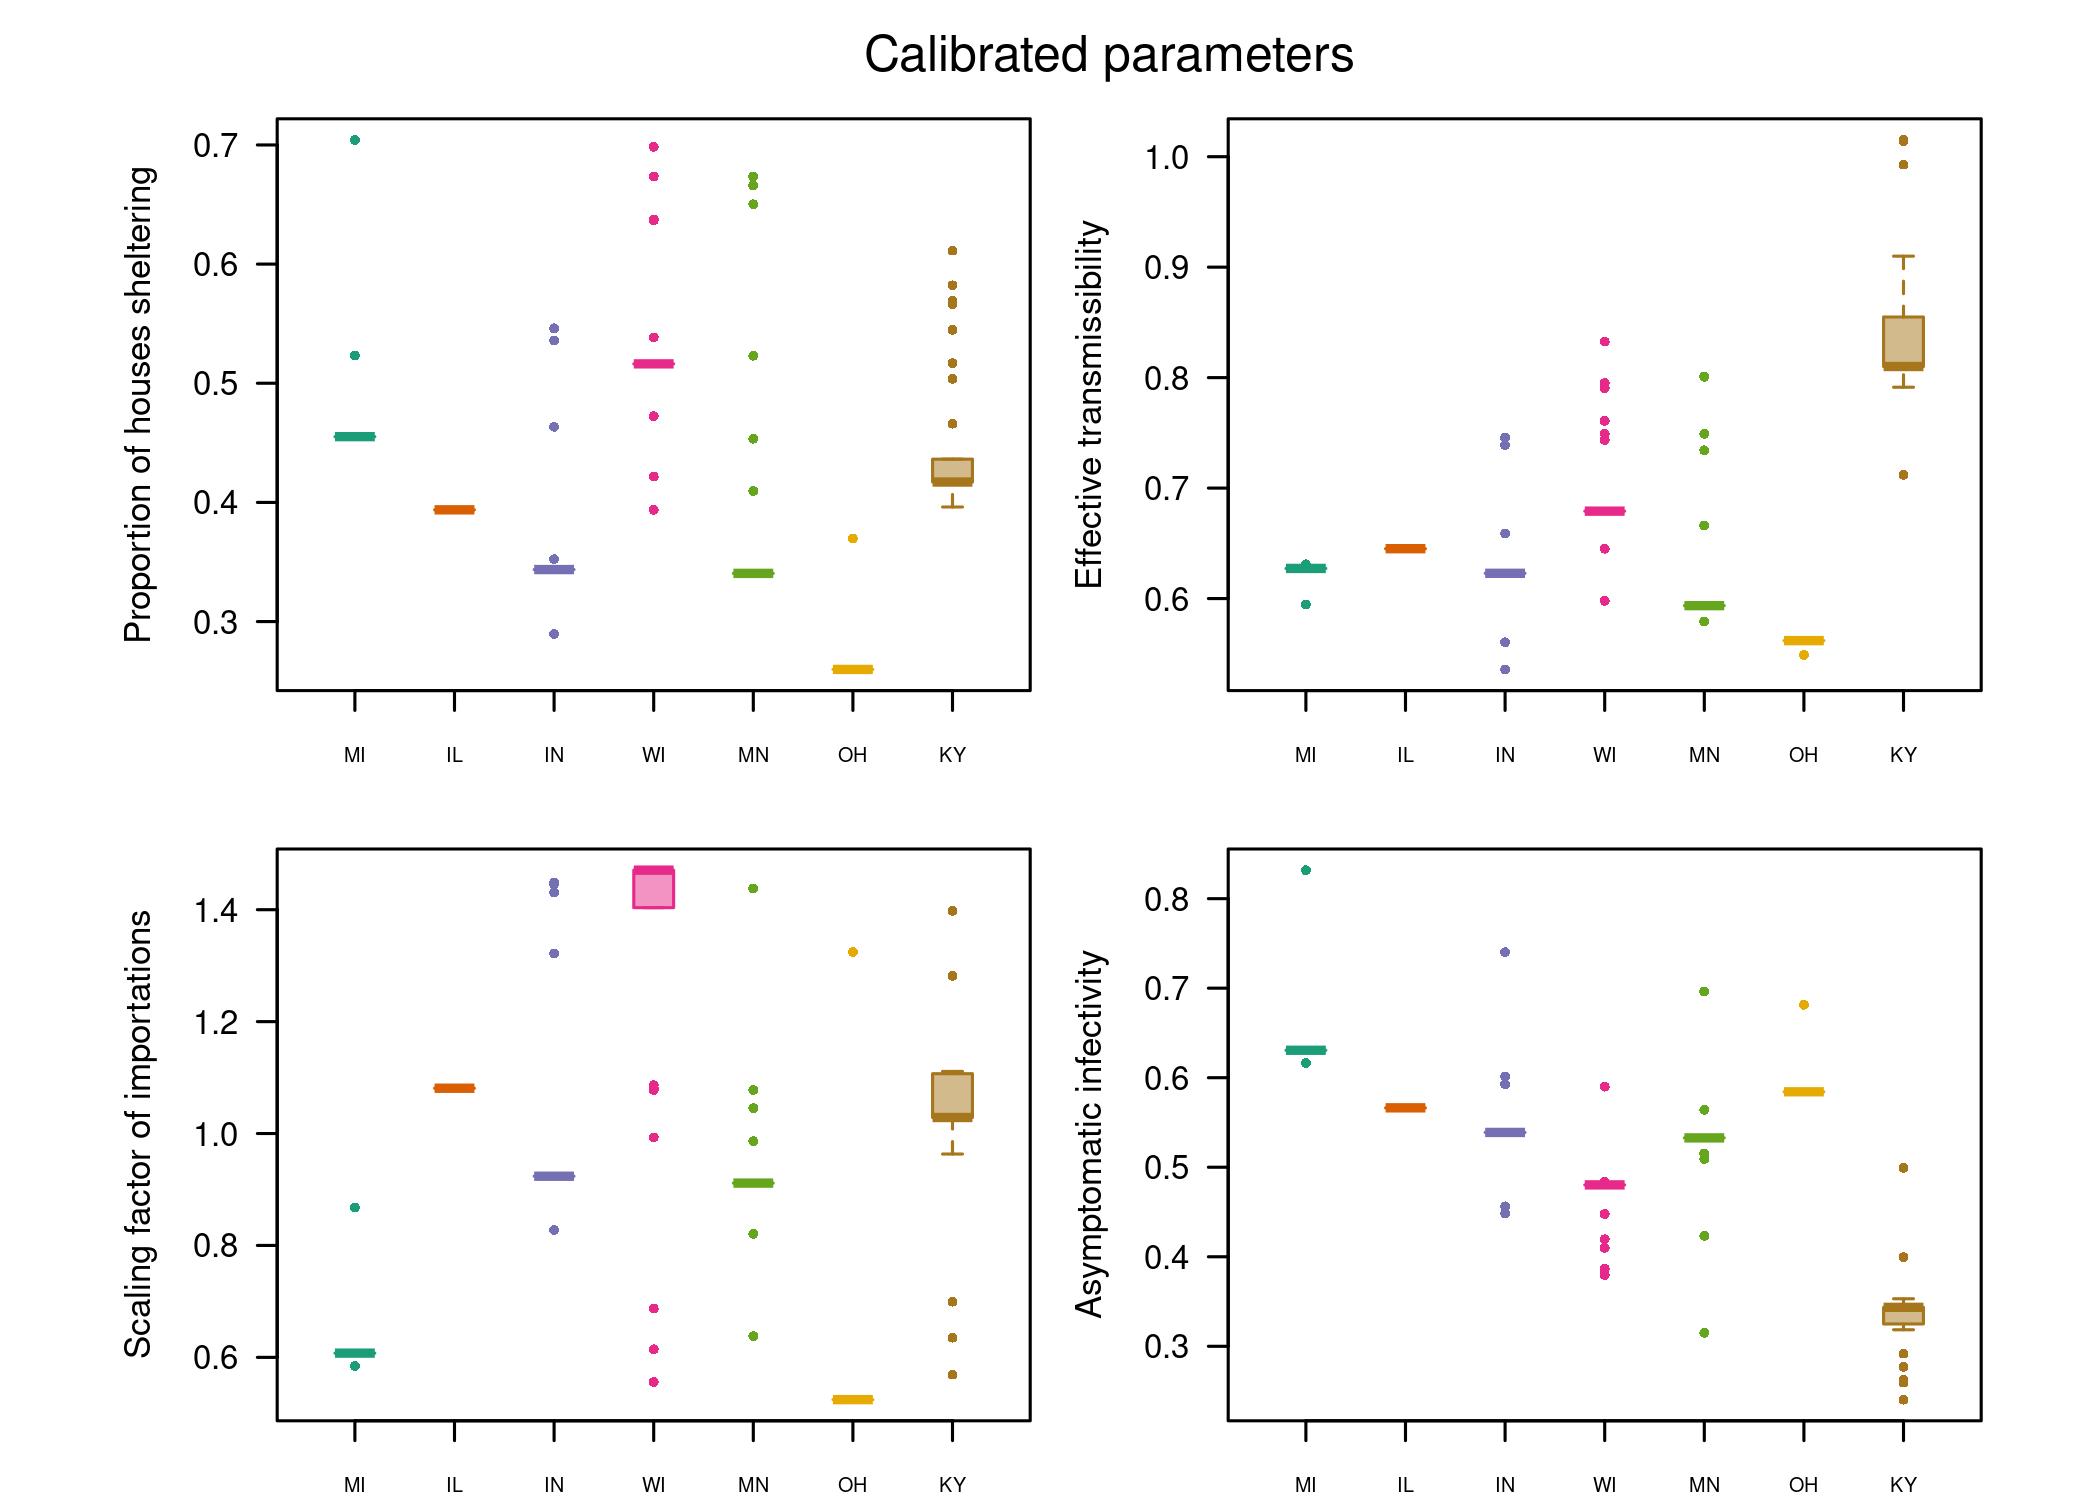 Calibrated parameters
Proportion of houses sheltering
0.7
0.6
0.5
0.4
0.3
MI IL IN WI MN OH KY
Effective transmissibility
1.0
0.9
0.8
0.7
0.6
MI IL IN WI MN OH KY
Scaling factor of importations
1.4
1.2
1.0
0.8
0.6
MI IL IN WI MN OH KY
Asymptomatic infectivity
0.8
0.7
0.6
0.5
0.4
0.3
MI IL IN WI MN OH KY